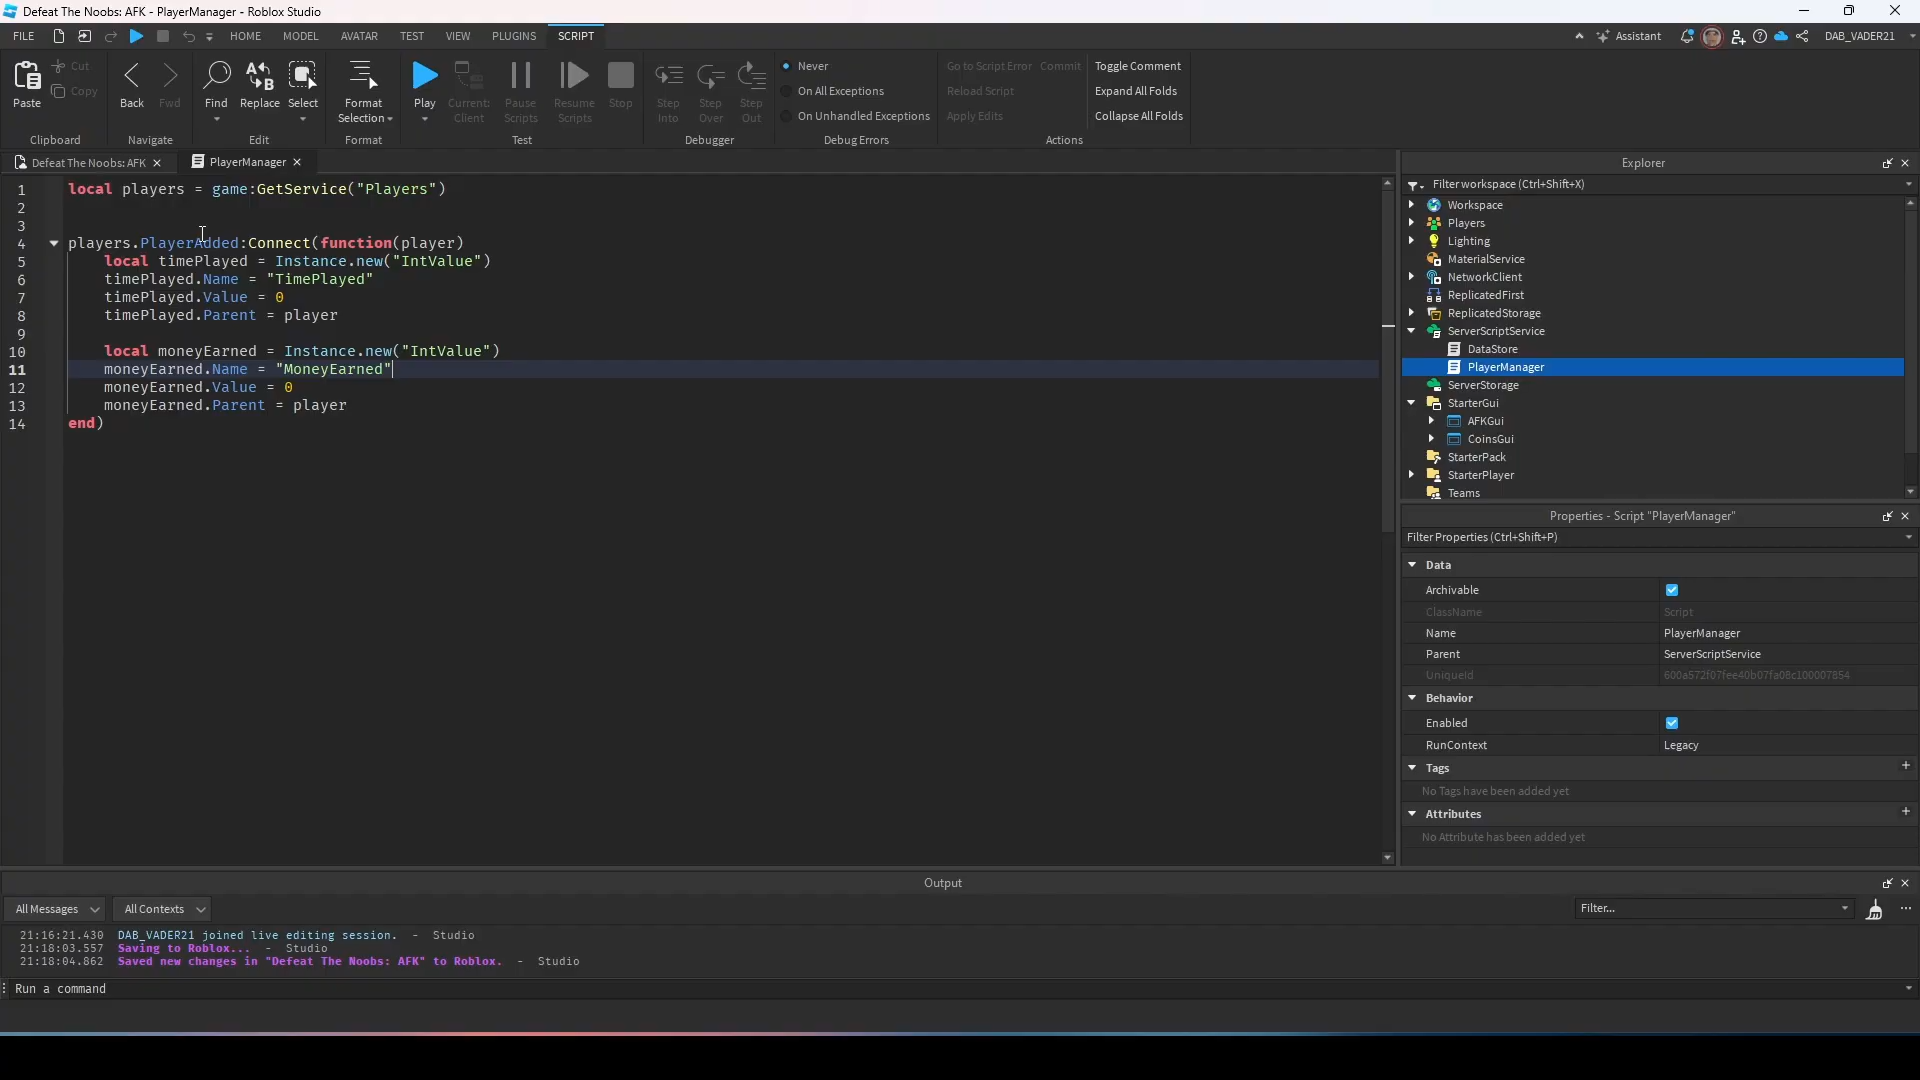 Defeat The Noobs: AFK - PlayerManager - Roblox Studio
FILE
HOME
MODEL
AVATAR
TEST
VIEW
PLUGINS
SCRIPT
Assistant
DAB_VADER21
Paste
Cut
Copy
Clipboard
Back
Fwd
Navigate
Find
Replace
Select
Edit
Format
Selection
Format
Play
Current:
Client
Pause
Scripts
Resume
Scripts
Stop
Test
Step
Into
Step
Over
Step
Out
Debugger
Never
On All Exceptions
On Unhandled Exceptions
Debug Errors
Go to Script Error
Commit
Reload Script
Apply Edits
Toggle Comment
Expand All Folds
Collapse All Folds
Actions
Defeat The Noobs: AFK
PlayerManager
1 local players = game:GetService("Players")
2
3
4 players.PlayerAdded:Connect(function(player)
5 local timePlayed = Instance.new("IntValue")
6 timePlayed.Name = "TimePlayed"
7 timePlayed.Value = 0
8 timePlayed.Parent = player
9
10 local moneyEarned = Instance.new("IntValue")
11 moneyEarned.Name = "MoneyEarned"
12 moneyEarned.Value = 0
13 moneyEarned.Parent = player
14 end)
Explorer
Filter workspace (Ctrl+Shift+X)
Workspace
Players
Lighting
MaterialService
NetworkClient
ReplicatedFirst
ReplicatedStorage
ServerScriptService
DataStore
PlayerManager
ServerStorage
StarterGui
AFKGui
CoinsGui
StarterPack
StarterPlayer
Teams
Properties - Script "PlayerManager"
Filter Properties (Ctrl+Shift+P)
Data
Archivable
ClassName Script
Name PlayerManager
Parent ServerScriptService
UniqueId 600a572f07fee40b07fa08c100007854
Behavior
Enabled
RunContext Legacy
Tags
No Tags have been added yet
Attributes
No Attribute has been added yet
Output
All Messages
All Contexts
Filter...
21:16:21.430 DAB_VADER21 joined live editing session. - Studio
21:18:03.557 Saving to Roblox... - Studio
21:18:04.862 Saved new changes in "Defeat The Noobs: AFK" to Roblox. - Studio
Run a command